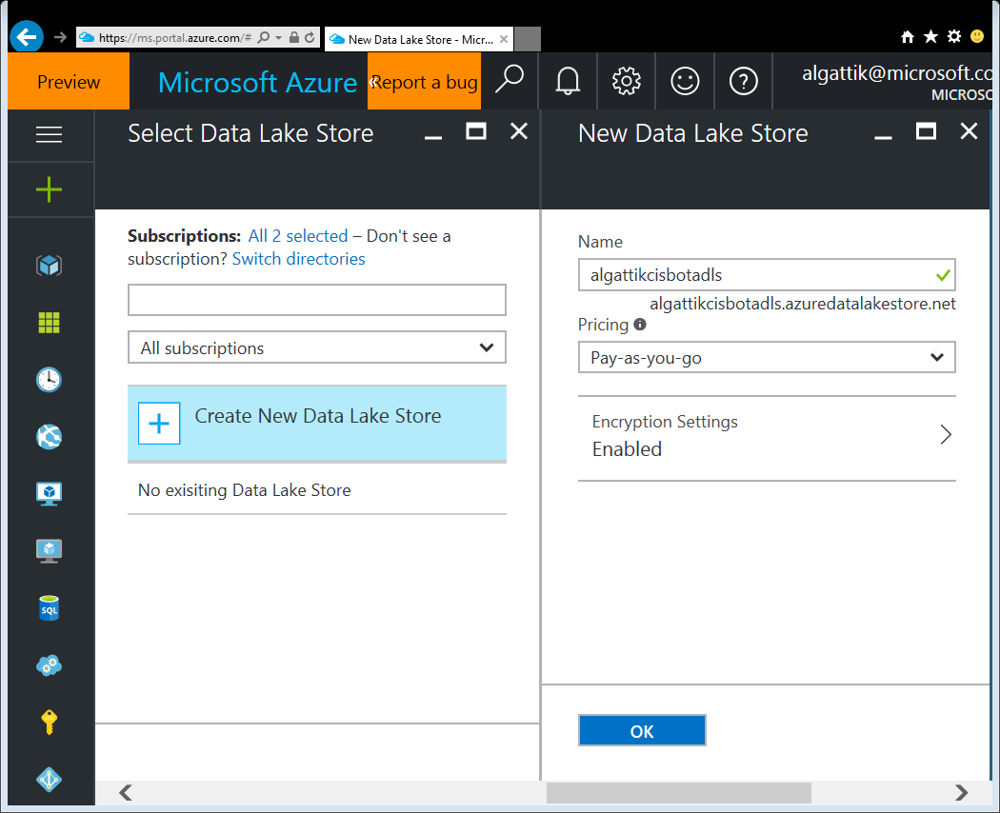 https://ms.portal.azure.com/#
New Data Lake Store - Micr...
Preview
Microsoft Azure
« Report a bug
algattik@microsoft.co
MICROSO
Select Data Lake Store
New Data Lake Store
Subscriptions: All 2 selected – Don't see a
subscription? Switch directories
All subscriptions
Create New Data Lake Store
No exisiting Data Lake Store
SQL
Name
algattikcisbotadls
algattikcisbotadls.azuredatalakestore.net
Pricing
Pay-as-you-go
Encryption Settings
Enabled
OK